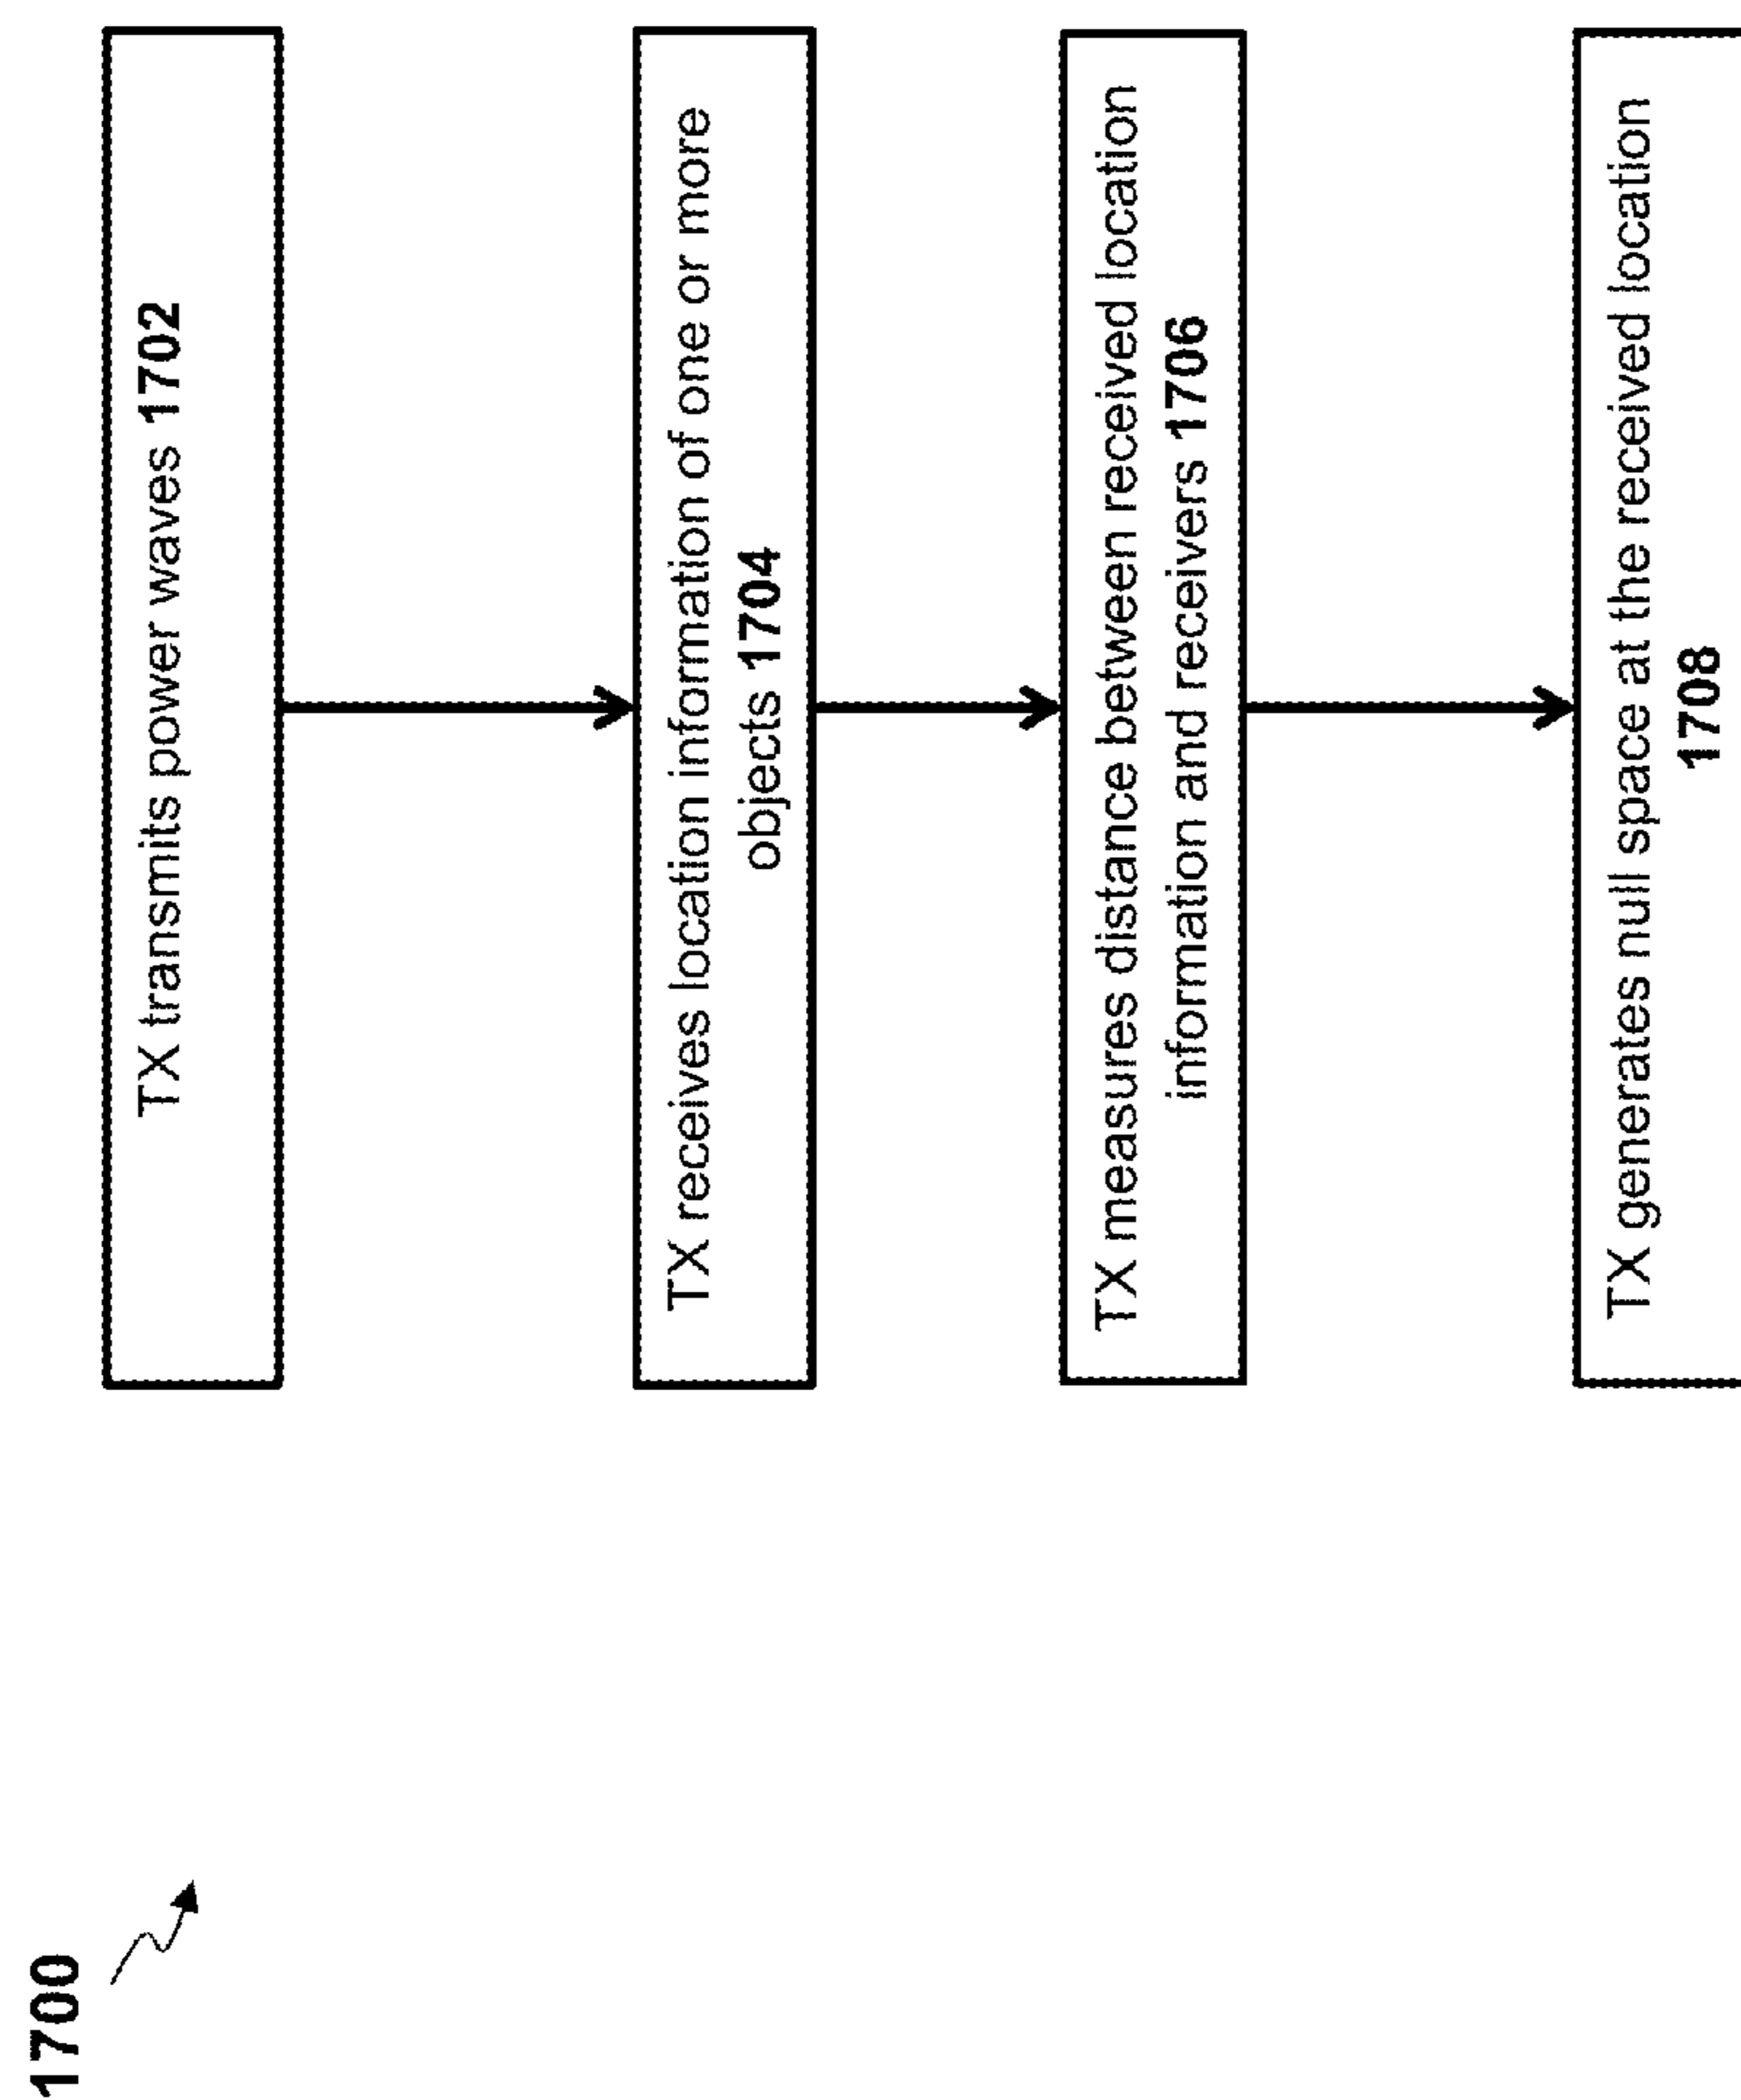 1700
TX transmits power waves 1702
TX receives location information of one or more
objects 1704
TX measures distance between received location
information and receivers 1706
TX generates null space at the received location
1708